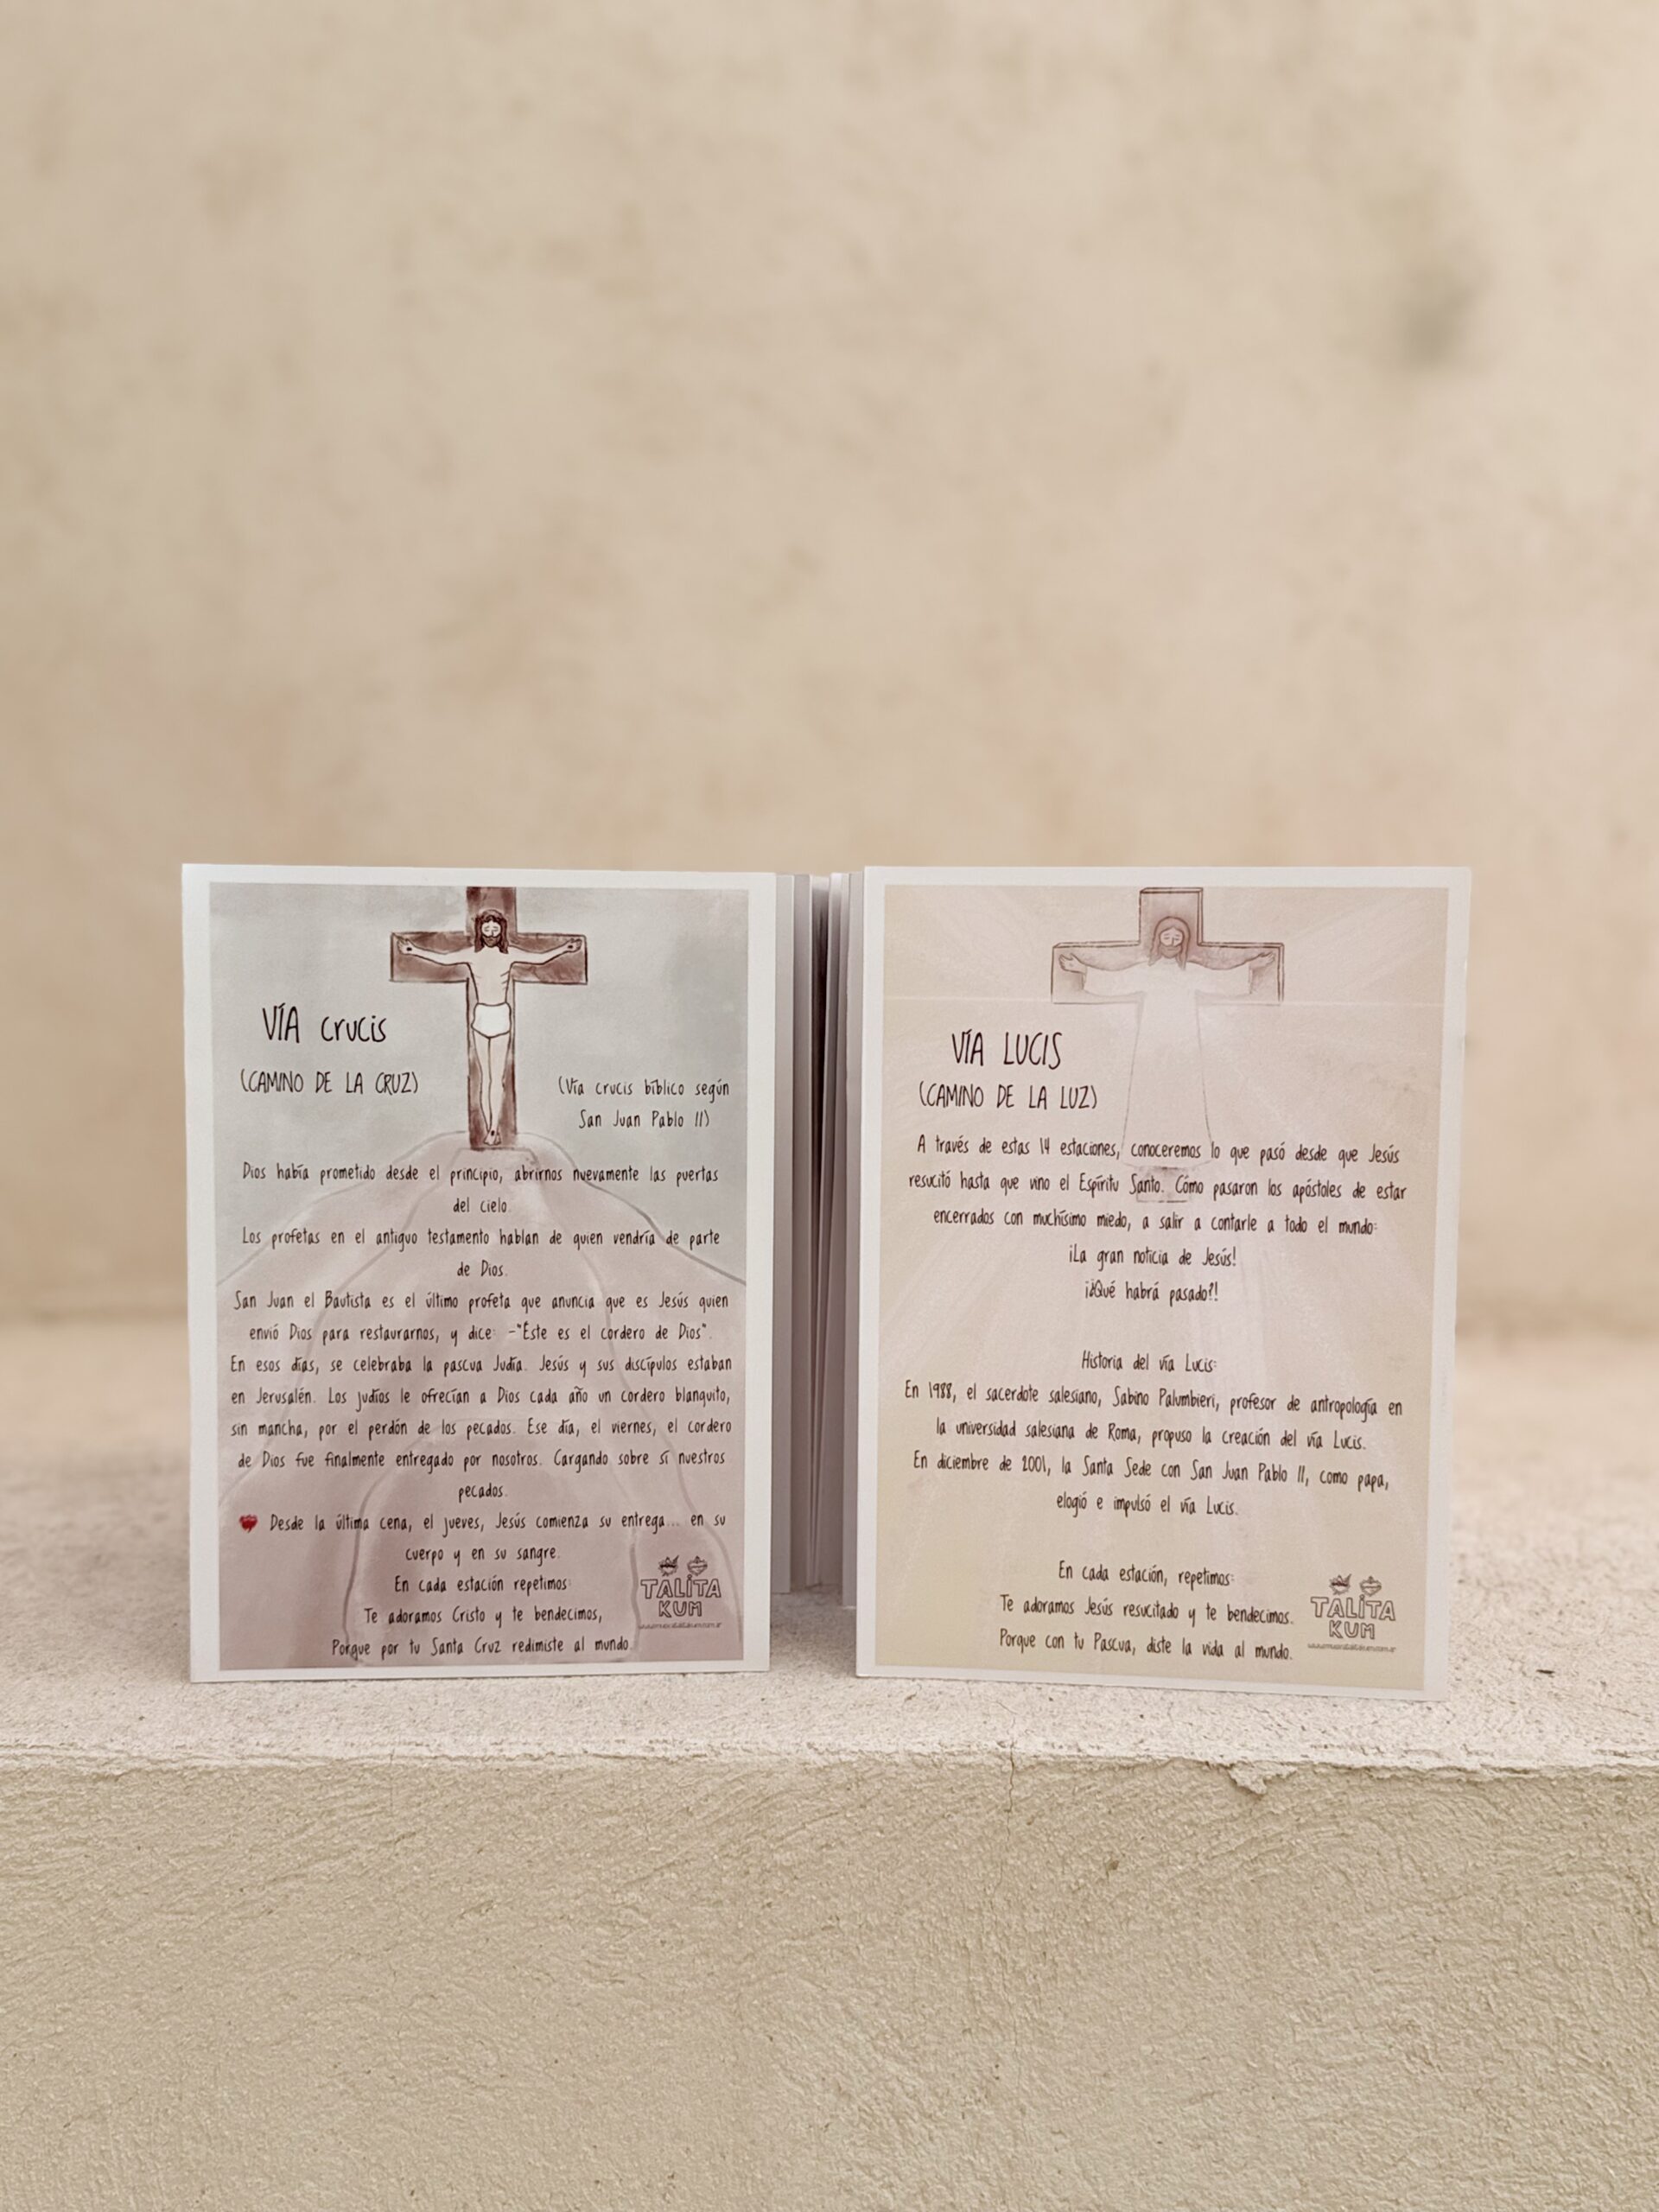 VÍA crucis
(CAMINO DE LA CRUZ)
(Vía crucis bíblico según
San Juan Pablo II)
Dios había prometido desde el principio, abrirnos nuevamente las puertas
del cielo.
Los profetas en el antiguo testamento hablan de quien vendría de parte
de Dios.
San Juan el Bautista es el último profeta que anuncia que es Jesús quien
envió Dios para restaurarnos, y dice: -"Éste es el cordero de Dios".
En esos días, se celebraba la pascua Judía. Jesús y sus discípulos estaban
en Jerusalén. Los judíos le ofrecían a Dios cada año un cordero blanquito,
sin mancha, por el perdón de los pecados. Ese día, el viernes, el cordero
de Dios fue finalmente entregado por nosotros. Cargando sobre sí nuestros
pecados.
Desde la última cena, el jueves, Jesús comienza su entrega... en su
cuerpo y en su sangre.
En cada estación repetimos:
Te adoramos Cristo y te bendecimos,
Porque por tu Santa Cruz redimiste al mundo.
TALITA
KUM
VÍA LUCIS
(CAMINO DE LA LUZ)
A través de estas 14 estaciones, conoceremos lo que pasó desde que Jesús
resucitó hasta que vino el Espíritu Santo. Cómo pasaron los apóstoles de estar
encerrados con muchísimo miedo, a salir a contarle a todo el mundo:
¡La gran noticia de Jesús!
¡¿Qué habrá pasado?!
Historia del vía Lucis:
En 1988, el sacerdote salesiano, Sabino Palumbieri, profesor de antropología en
la universidad salesiana de Roma, propuso la creación del vía Lucis.
En diciembre de 2001, la Santa Sede con San Juan Pablo II, como papa,
elogió e impulsó el vía Lucis.
En cada estación, repetimos:
Te adoramos Jesús resucitado y te bendecimos.
Porque con tu Pascua, diste la vida al mundo.
TALITA
KUM